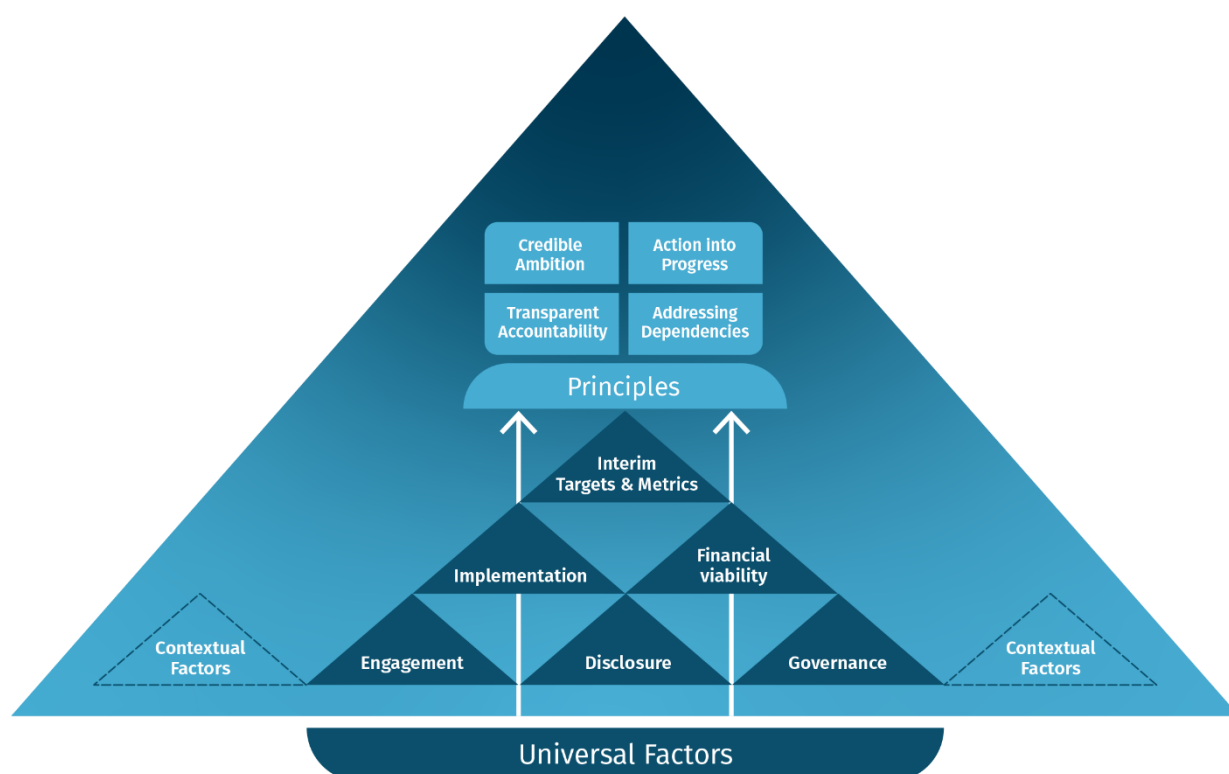 Credible
Ambition
Action into
Progress
Transparent
Accountability
Addressing
Dependencies
Principles
Interim
Targets & Metrics
Implementation
Financial
viability
Contextual
Factors
Engagement
Disclosure
Governance
Contextual
Factors
Universal Factors